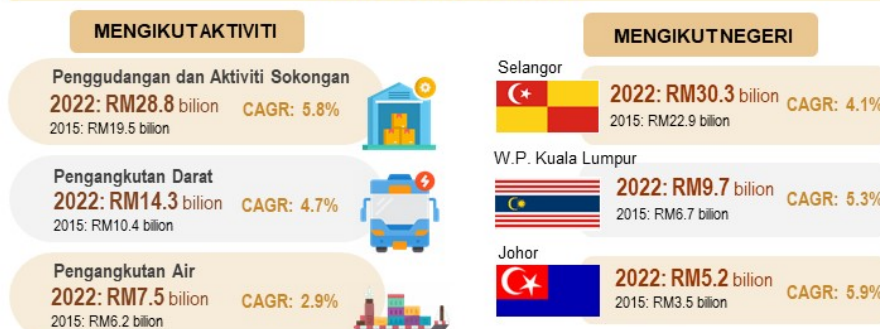 MENGIKUT AKTIVITI
Penggudangan dan Aktiviti Sokongan
2022: RM28.8 bilion CAGR: 5.8%
2015: RM19.5 bilion
Pengangkutan Darat
2022: RM14.3 bilion CAGR: 4.7%
2015: RM10.4 bilion
Pengangkutan Air
2022: RM7.5 bilion CAGR: 2.9%
2015: RM6.2 bilion
MENGIKUT NEGERI
Selangor
2022: RM30.3 bilion CAGR: 4.1%
2015: RM22.9 bilion
W.P. Kuala Lumpur
2022: RM9.7 bilion CAGR: 5.3%
2015: RM6.7 bilion
Johor
2022: RM5.2 bilion CAGR: 5.9%
2015: RM3.5 bilion